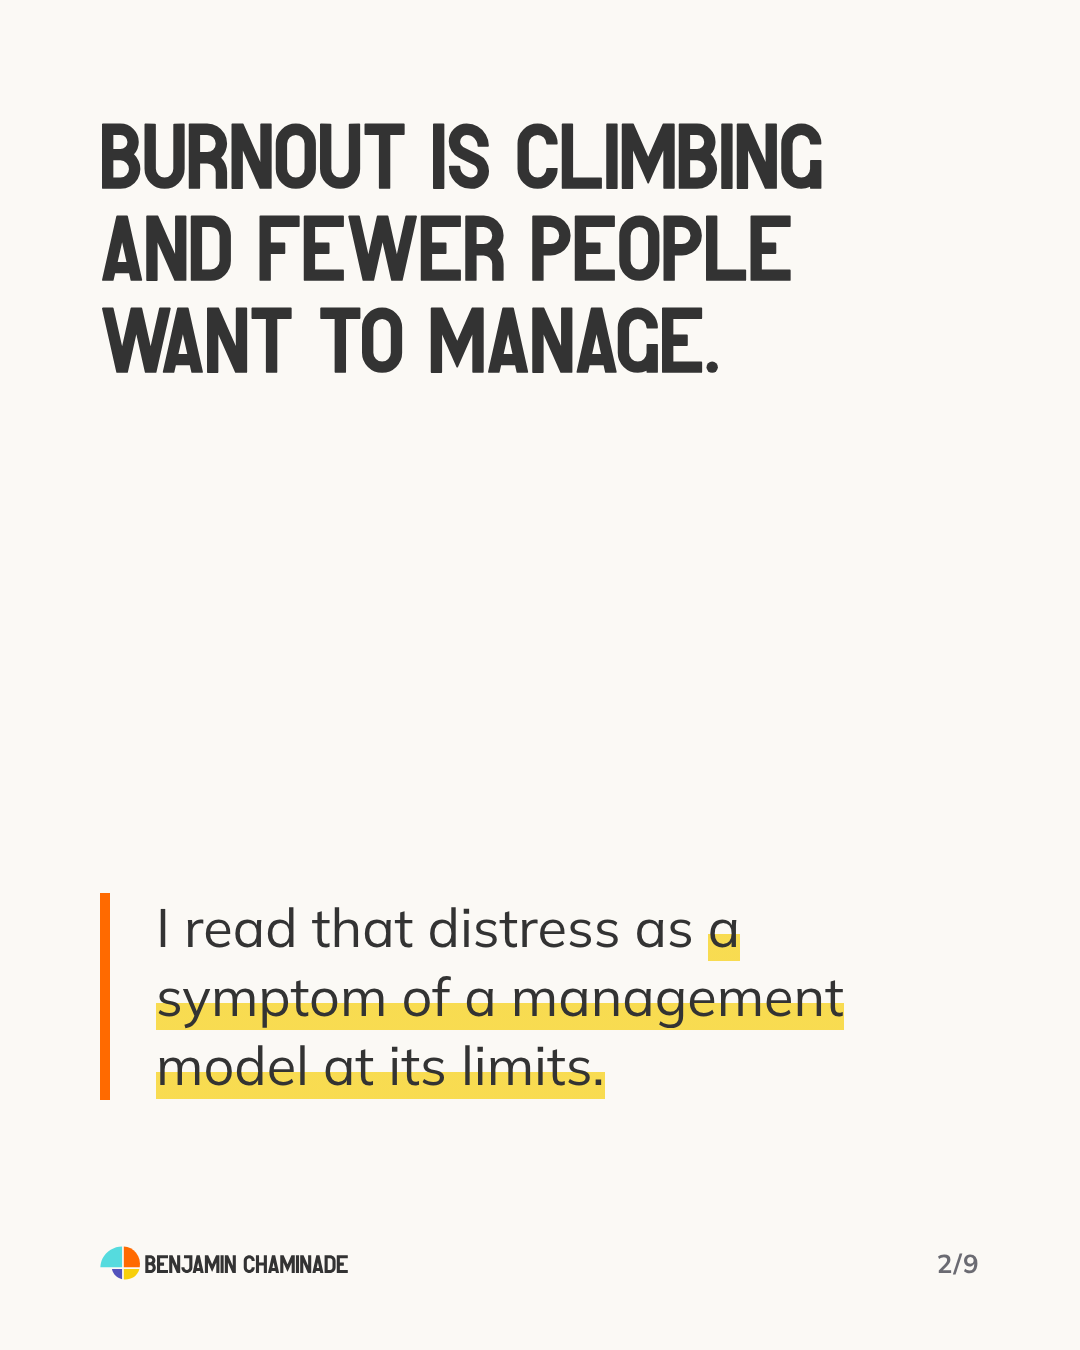 BURNOUT IS CLIMBING
AND FEWER PEOPLE
WANT TO MANAGE.
I read that distress as a
symptom of a management
model at its limits.
BENJAMIN CHAMINADE
2/9